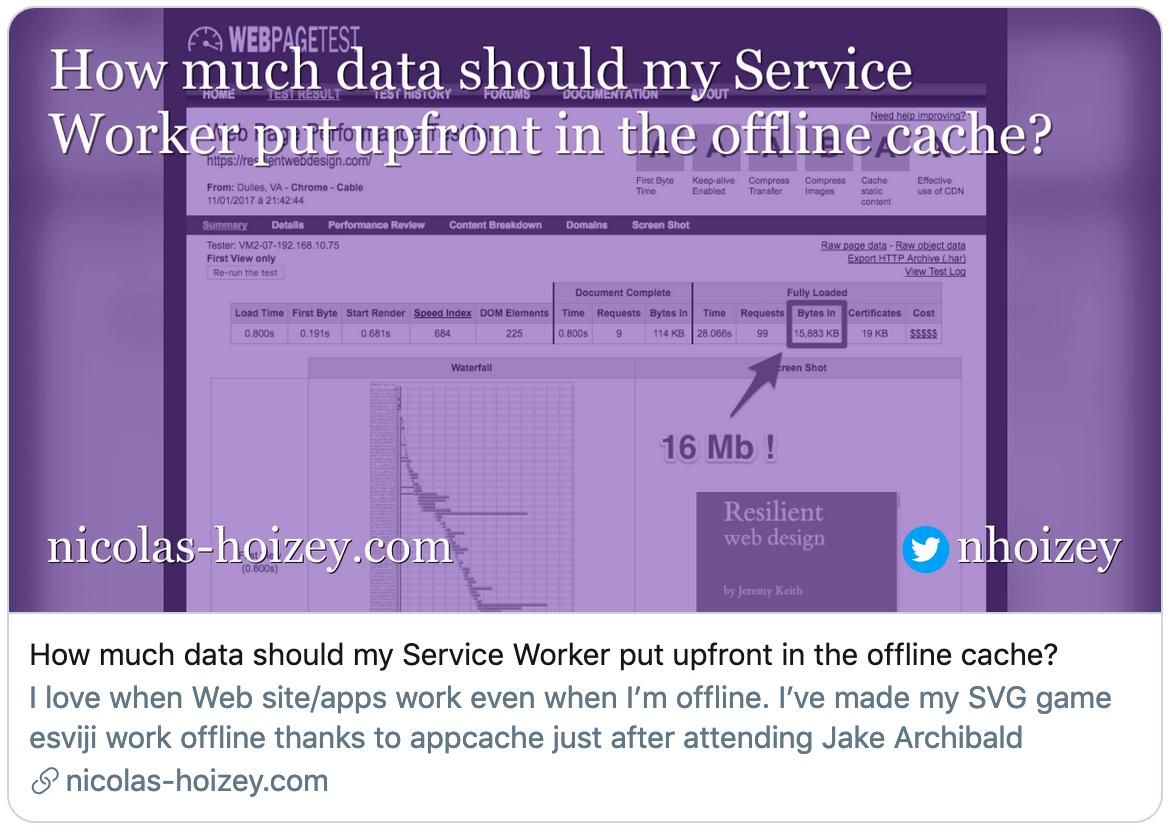 WEBPAGETEST
How much data should my Service
Worker put upfront in the offline cache?
HOME TEST RESULT TEST HISTORY FORUMS DOCUMENTATION ABOUT
Need help improving?
Web Page Performance Test for
https://resilientwebdesign.com/
From: Dulles, VA - Chrome - Cable
11/01/2017 à 21:42:44
A A A B A
First Byte Time
Keep-alive Enabled
Compress Transfer
Compress Images
Cache static content
Effective use of CDN
Summary Details Performance Review Content Breakdown Domains Screen Shot
Tester: VM2-07-192.168.10.75
First View only
Re-run the test
Raw page data - Raw object data
Export HTTP Archive (.har)
View Test Log
Document Complete Fully Loaded
Load Time First Byte Start Render Speed Index DOM Elements Time Requests Bytes In Time Requests Bytes In Certificates Cost
0.800s 0.191s 0.681s 684 225 0.800s 9 114 KB 28.066s 99 15,883 KB 19 KB $$$$$
Waterfall Screen Shot
16 Mb !
Resilient
web design
by Jeremy Keith
(0.800s)
nicolas-hoizey.com
nhoizey
How much data should my Service Worker put upfront in the offline cache?
I love when Web site/apps work even when I’m offline. I’ve made my SVG game
esviji work offline thanks to appcache just after attending Jake Archibald
nicolas-hoizey.com